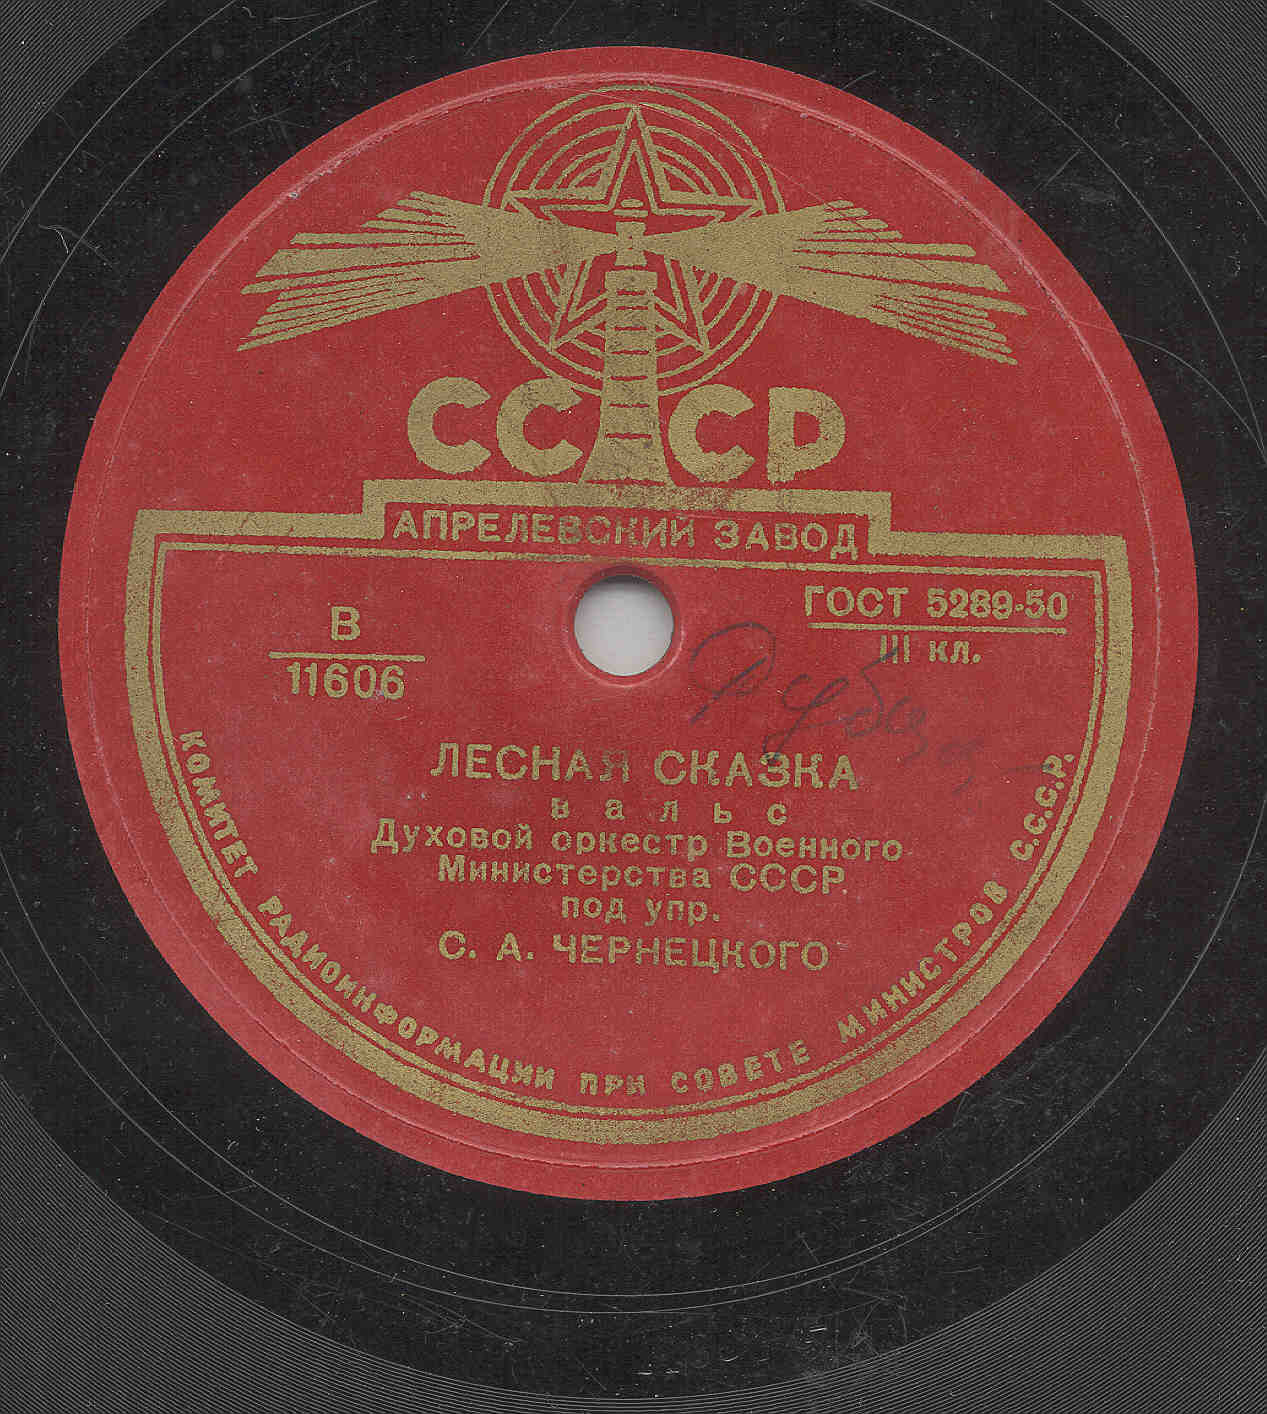 СССР
АПРЕЛЕВСКИЙ ЗАВОД
В
11606
ГОСТ 5289-50
III кл.
ЛЕСНАЯ СКАЗКА
вальс
Духовой оркестр Военного
Министерства СССР
под упр.
С. А. ЧЕРНЕЦКОГО
КОМИТЕТ РАДИОИНФОРМАЦИИ ПРИ СОВЕТЕ МИНИСТРОВ С.С.С.Р.